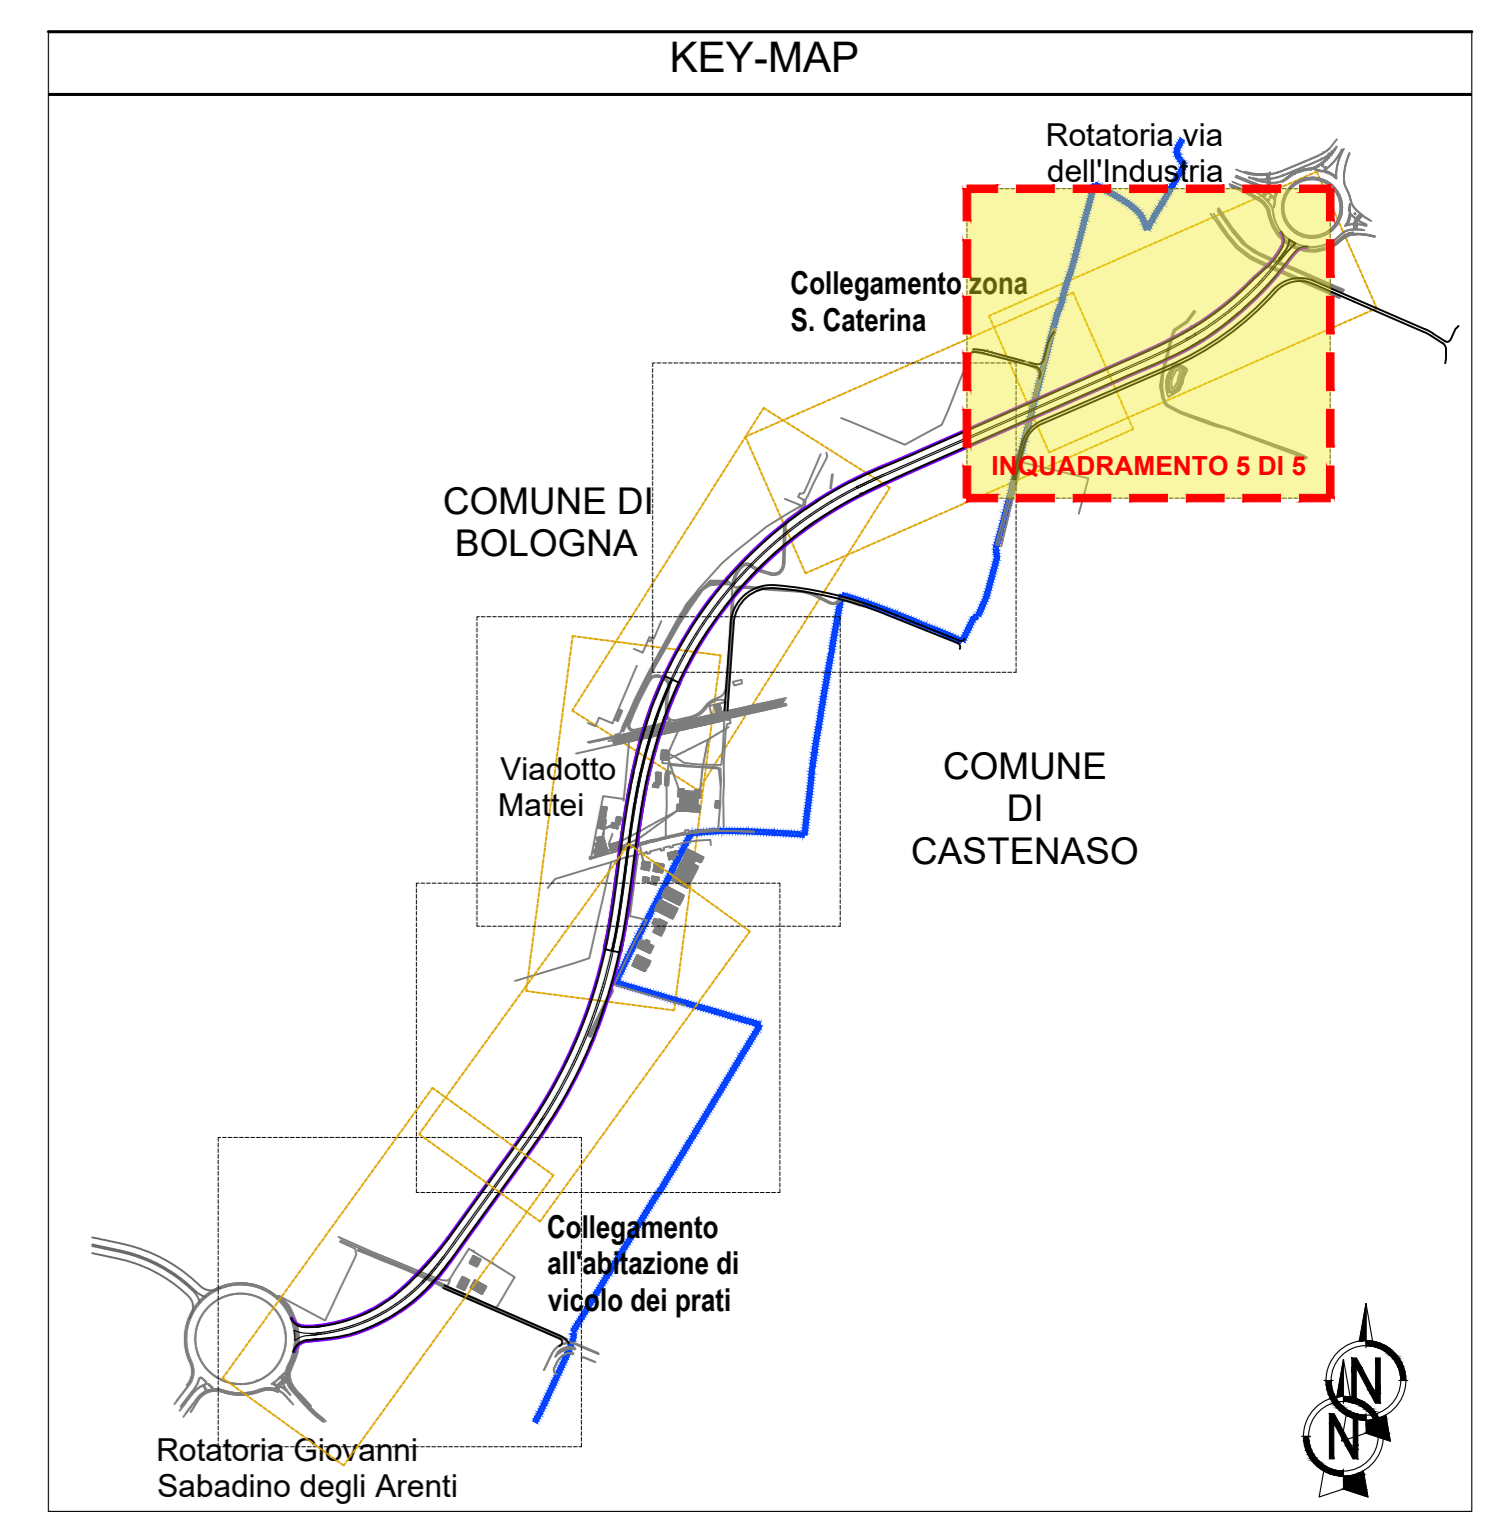 KEY-MAP
Rotatoria via
dell'Industria
Collegamento zona
S. Caterina
INQUADRAMENTO 5 DI 5
COMUNE DI
BOLOGNA
Viadotto
Mattei
COMUNE
DI
CASTENASO
Collegamento
all'abitazione di
vicolo dei prati
Rotatoria Giovanni
Sabadino degli Arenti
N
N